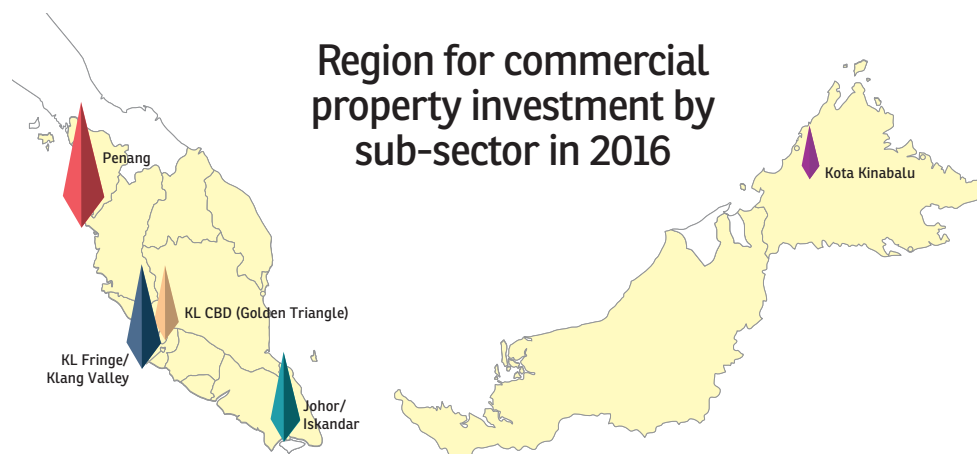 Region for commercial
property investment by
sub-sector in 2016
Penang
Kota Kinabalu
KL CBD (Golden Triangle)
KL Fringe/
Klang Valley
Johor/
Iskandar